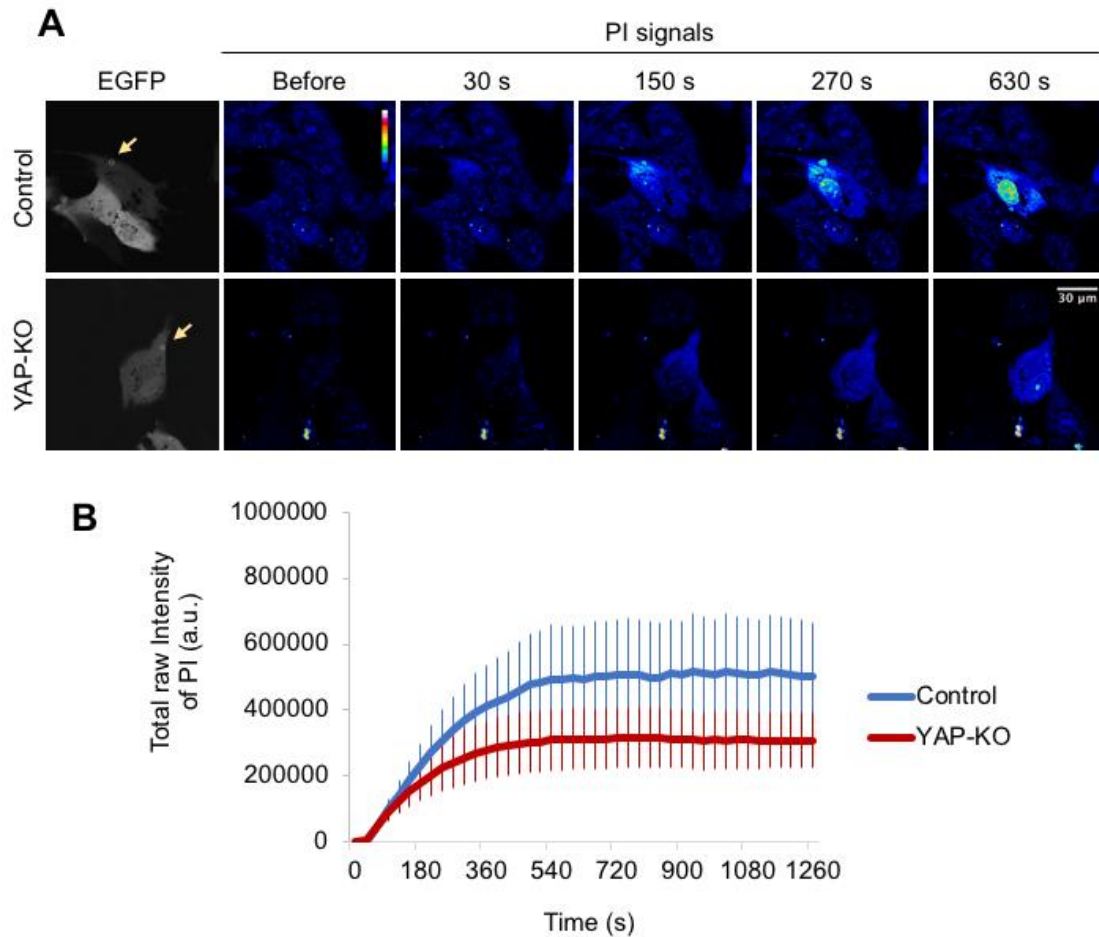 A
PI signals
EGFP
Before
30 s
150 s
270 s
630 s
Control
YAP-KO
30 µm
B
Total raw Intensity
of PI (a.u.)
1000000
800000
600000
400000
200000
0
0
180
360
540
720
900
1080
1260
Time (s)
Control
YAP-KO